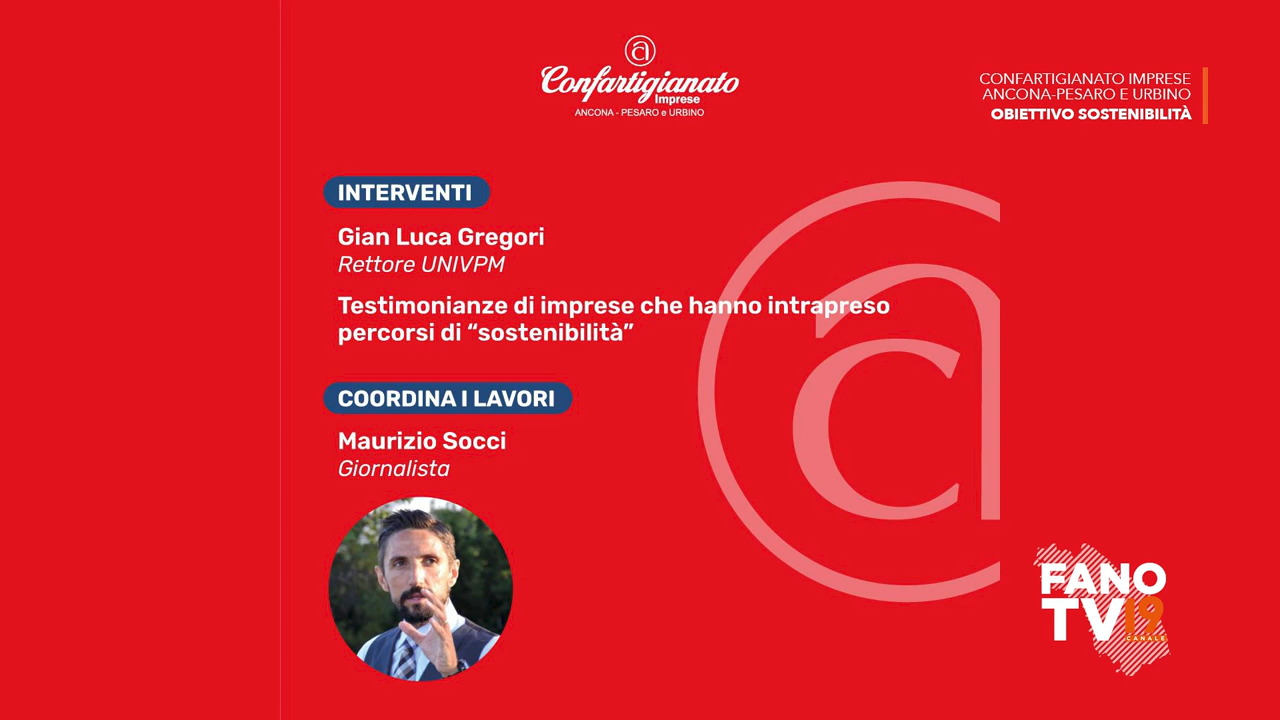 a
Confartigianato
Imprese
ANCONA - PESARO e URBINO
CONFARTIGIANATO IMPRESE
ANCONA-PESARO E URBINO
OBIETTIVO SOSTENIBILITÀ
INTERVENTI
Gian Luca Gregori
Rettore UNIVPM
Testimonianze di imprese che hanno intrapreso
percorsi di “sostenibilità”
COORDINA I LAVORI
Maurizio Socci
Giornalista
a
FANO
TV19
CANALE